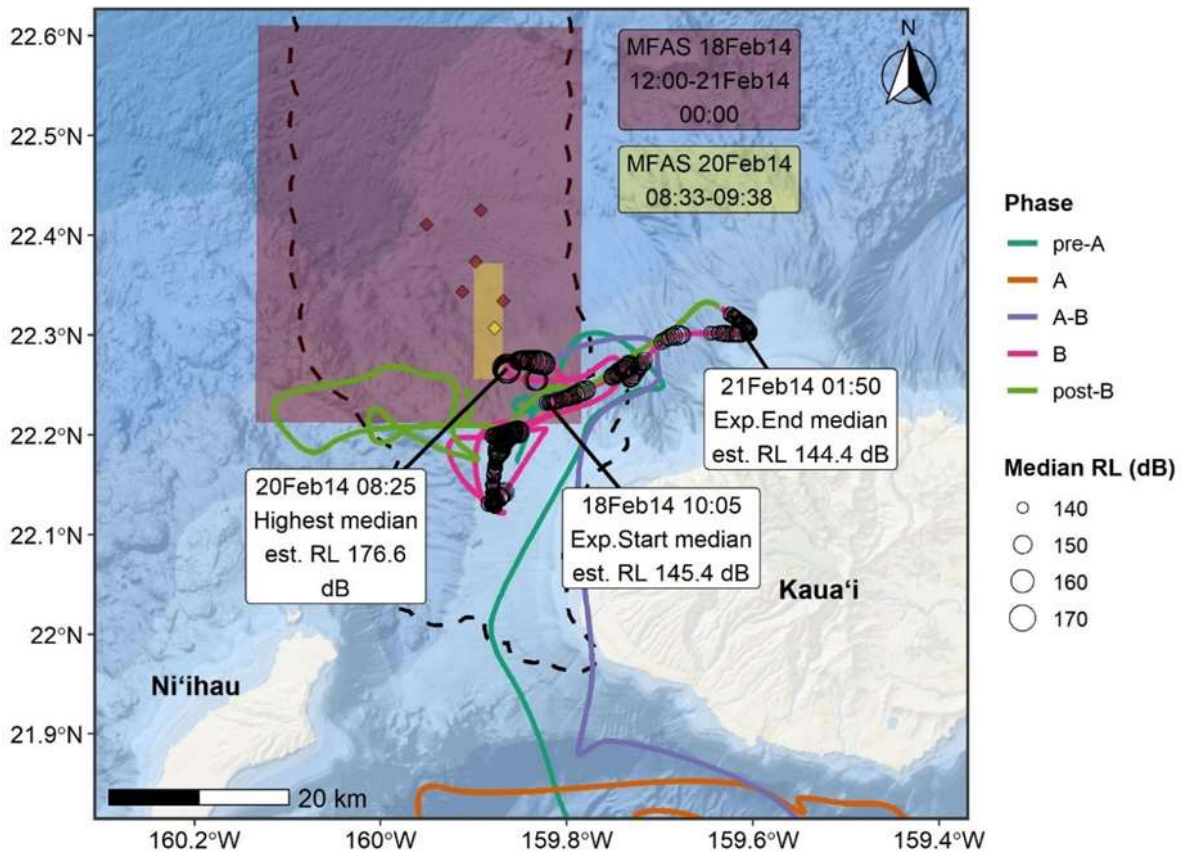 22.6°N
22.5°N
22.4°N
22.3°N
22.2°N
22.1°N
22°N
21.9°N
MFAS 18Feb14
12:00-21Feb14
00:00
MFAS 20Feb14
08:33-09:38
N
20Feb14 08:25
Highest median
est. RL 176.6
dB
18Feb14 10:05
Exp.Start median
est. RL 145.4 dB
21Feb14 01:50
Exp.End median
est. RL 144.4 dB
Kauaʻi
Niʻihau
20 km
160.2°W
160°W
159.8°W
159.6°W
159.4°W
Phase
pre-A
A
A-B
B
post-B
Median RL (dB)
140
150
160
170